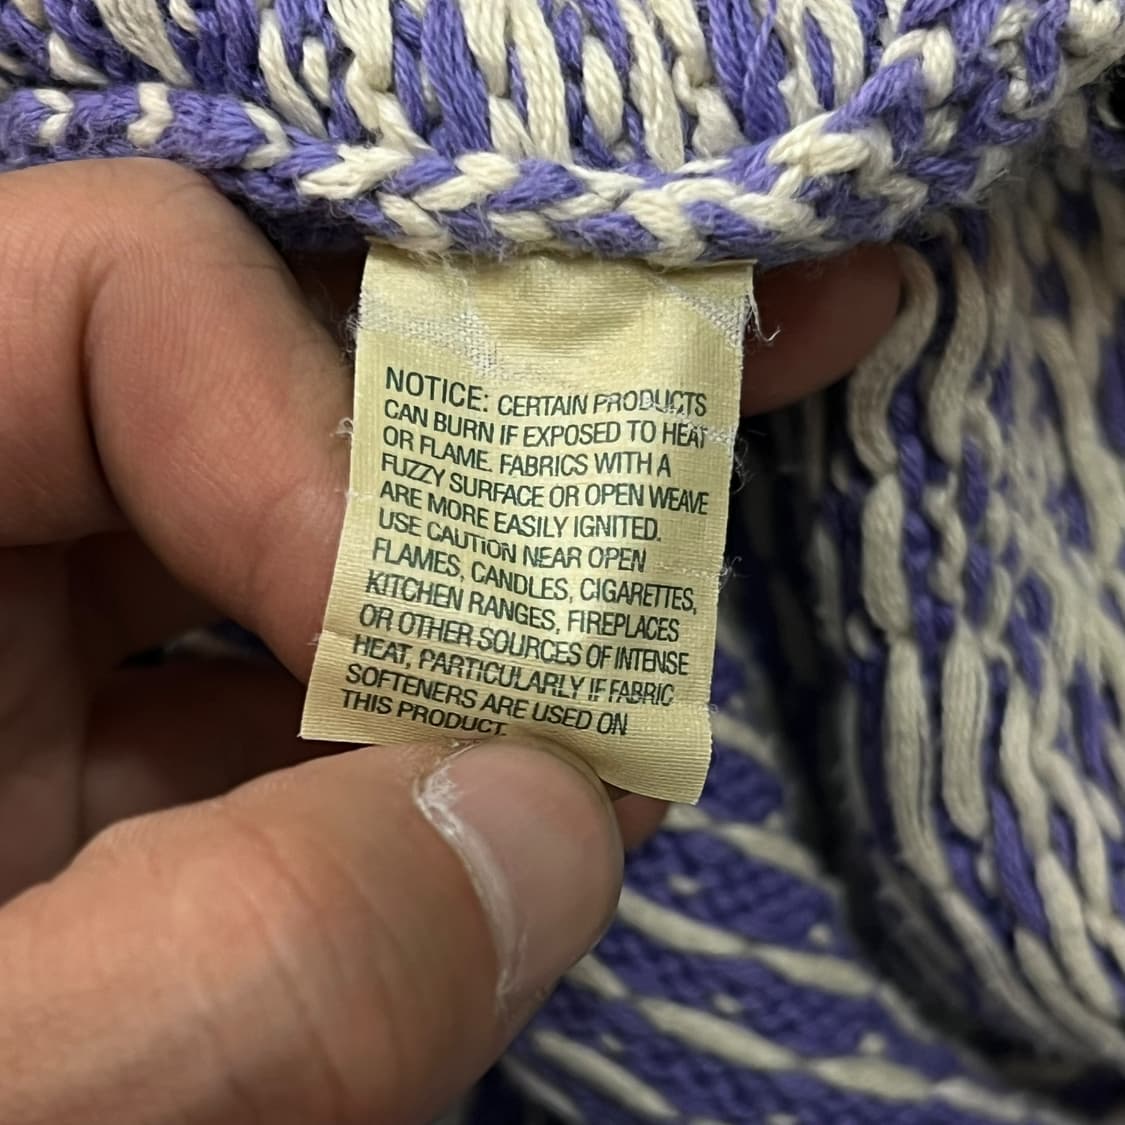 NOTICE: CERTAIN PRODUCTS
CAN BURN IF EXPOSED TO HEAT
OR FLAME. FABRICS WITH A
FUZZY SURFACE OR OPEN WEAVE
ARE MORE EASILY IGNITED.
USE CAUTION NEAR OPEN
FLAMES, CANDLES, CIGARETTES,
KITCHEN RANGES, FIREPLACES
OR OTHER SOURCES OF INTENSE
HEAT, PARTICULARLY IF FABRIC
SOFTENERS ARE USED ON
THIS PRODUCT.